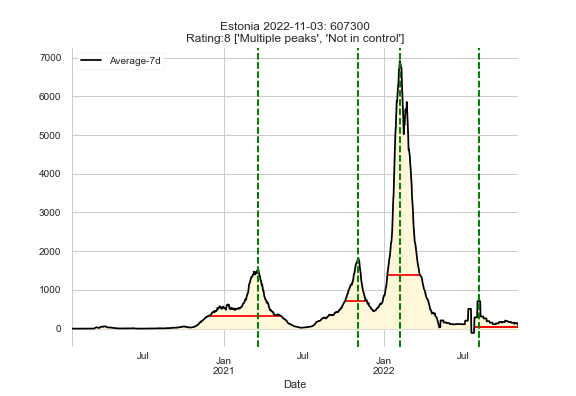 Estonia 2022-11-03: 607300
Rating:8 ['Multiple peaks', 'Not in control']
Average-7d
7000
6000
5000
4000
3000
2000
1000
0
Jul
Jan
2021
Jul
Jan
2022
Jul
Date